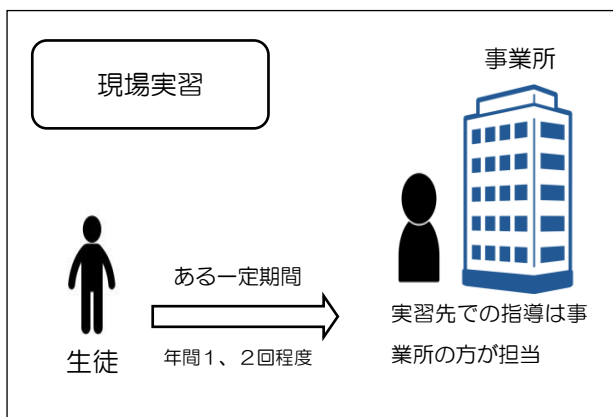 現場実習
事業所
ある一定期間
年間１、２回程度
生徒
実習先での指導は事
業所の方が担当